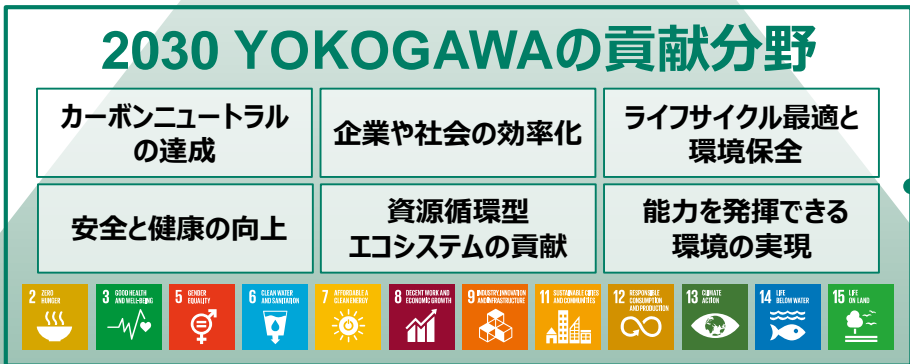 2030 YOKOGAWAの貢献分野
カーボンニュートラル
の達成
企業や社会の効率化
ライフサイクル最適と
環境保全
安全と健康の向上
資源循環型
エコシステムの貢献
能力を発揮できる
環境の実現
2 ZERO
HUNGER
3 GOOD HEALTH
AND WELL-BEING
5 GENDER
EQUALITY
6 CLEAN WATER
AND SANITATION
7 AFFORDABLE &
CLEAN ENERGY
8 DECENT WORK AND
ECONOMIC GROWTH
9 INDUSTRY, INNOVATION
AND INFRASTRUCTURE
11 SUSTAINABLE CITIES
AND COMMUNITIES
12 RESPONSIBLE
CONSUMPTION
AND PRODUCTION
13 CLIMATE
ACTION
14 LIFE
BELOW WATER
15 LIFE
ON LAND